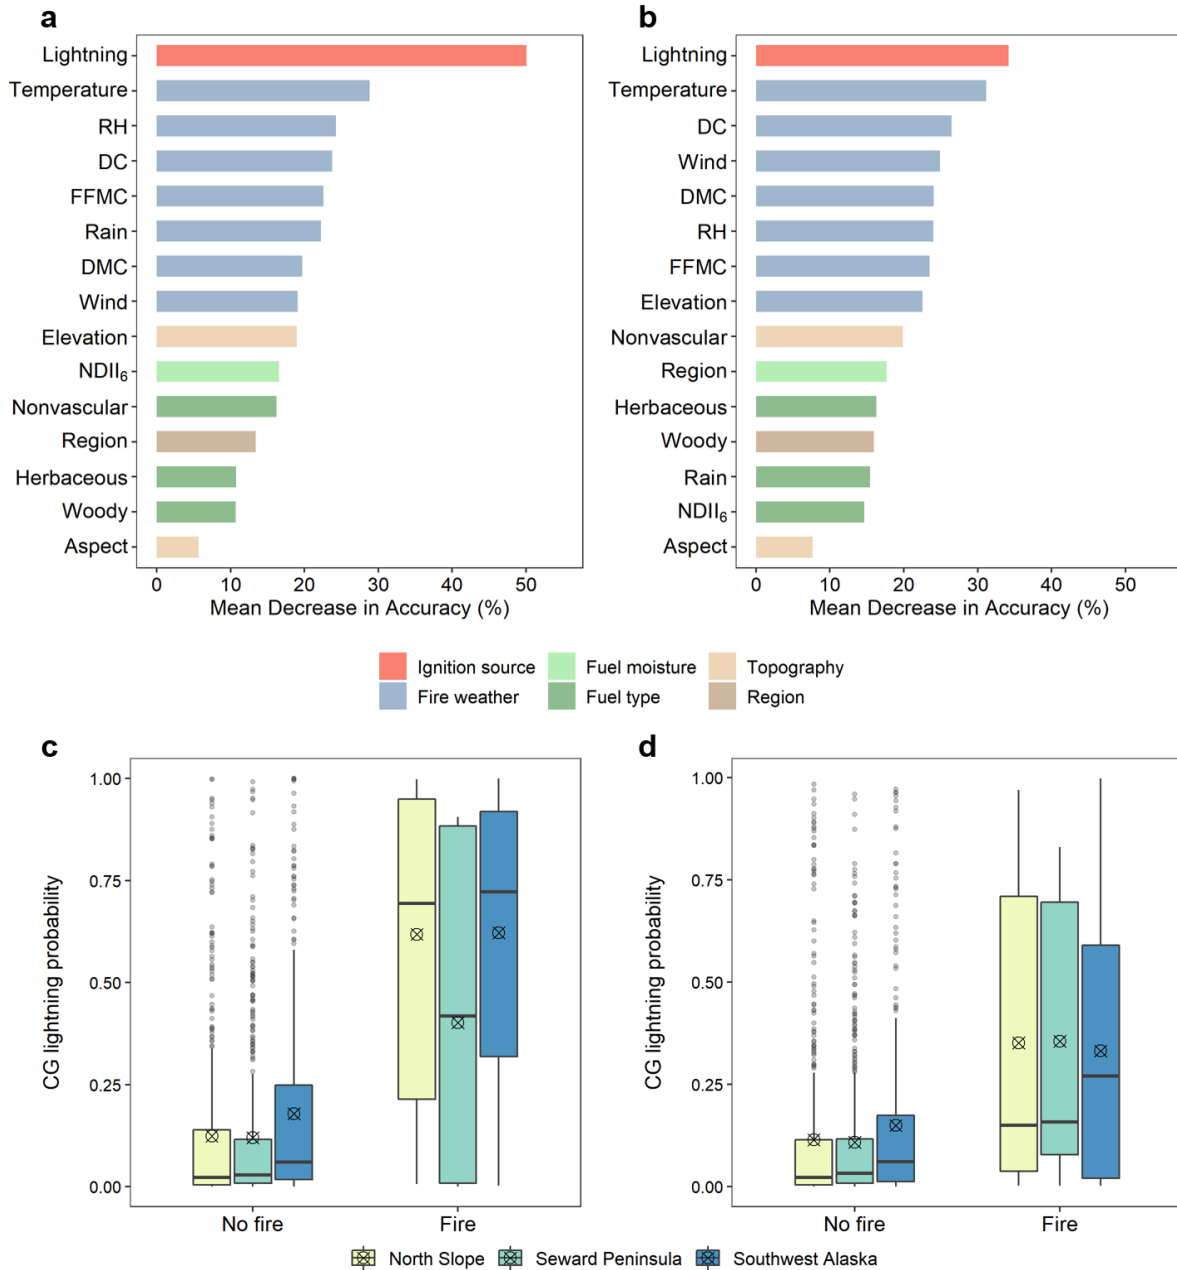 a
Lightning
Temperature
RH
DC
FFMC
Rain
DMC
Wind
Elevation
NDII6
Nonvascular
Region
Herbaceous
Woody
Aspect
0 10 20 30 40 50
Mean Decrease in Accuracy (%)
b
Lightning
Temperature
DC
Wind
DMC
RH
FFMC
Elevation
Nonvascular
Region
Herbaceous
Woody
Rain
NDII6
Aspect
0 10 20 30 40 50
Mean Decrease in Accuracy (%)
Ignition source Fuel moisture Topography
Fire weather Fuel type Region
c
CG lightning probability
1.00
0.75
0.50
0.25
0.00
No fire Fire
d
CG lightning probability
1.00
0.75
0.50
0.25
0.00
No fire Fire
North Slope Seward Peninsula Southwest Alaska